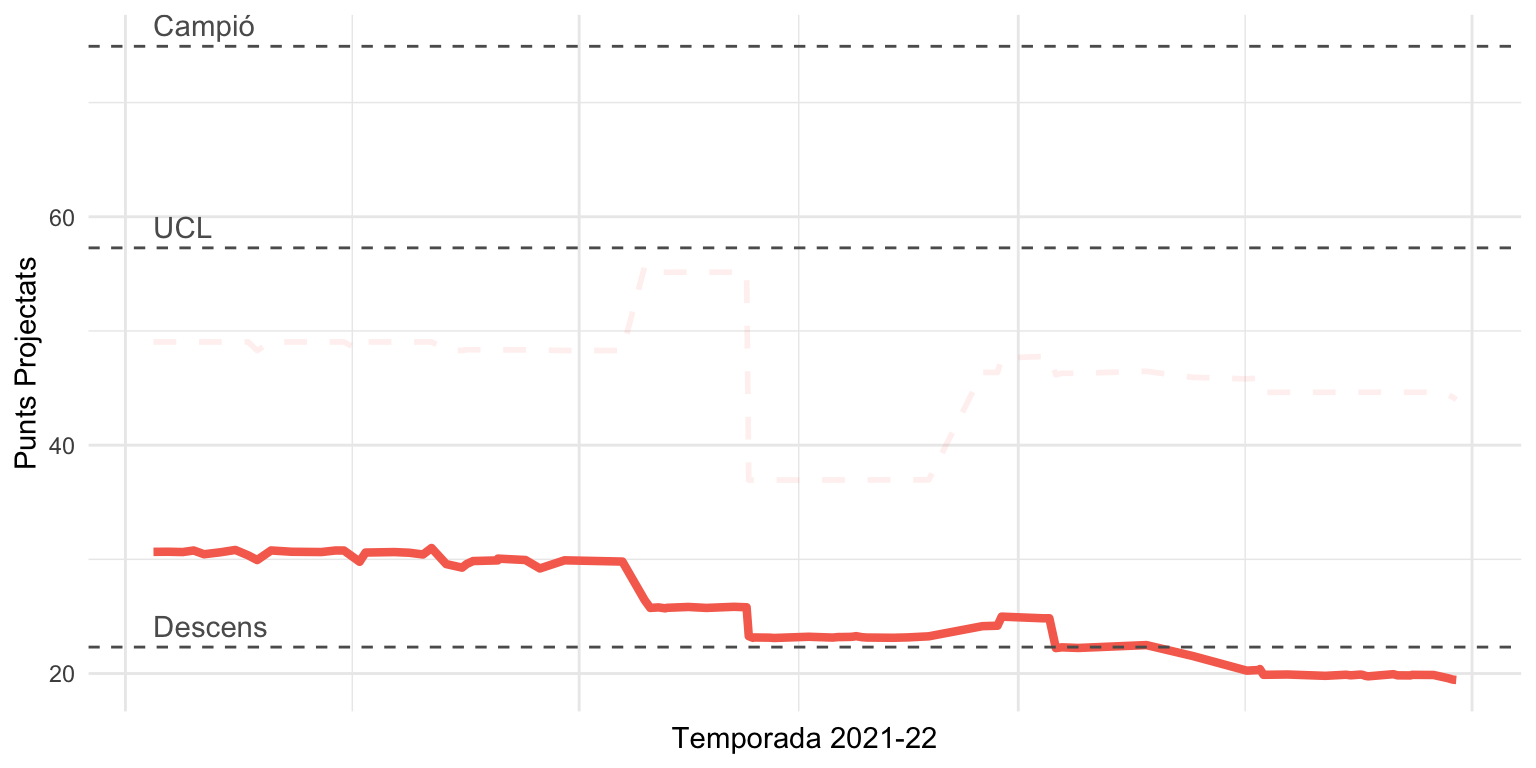 Campió
60
UCL
Punts Projectats
40
Descens
20
Temporada 2021-22